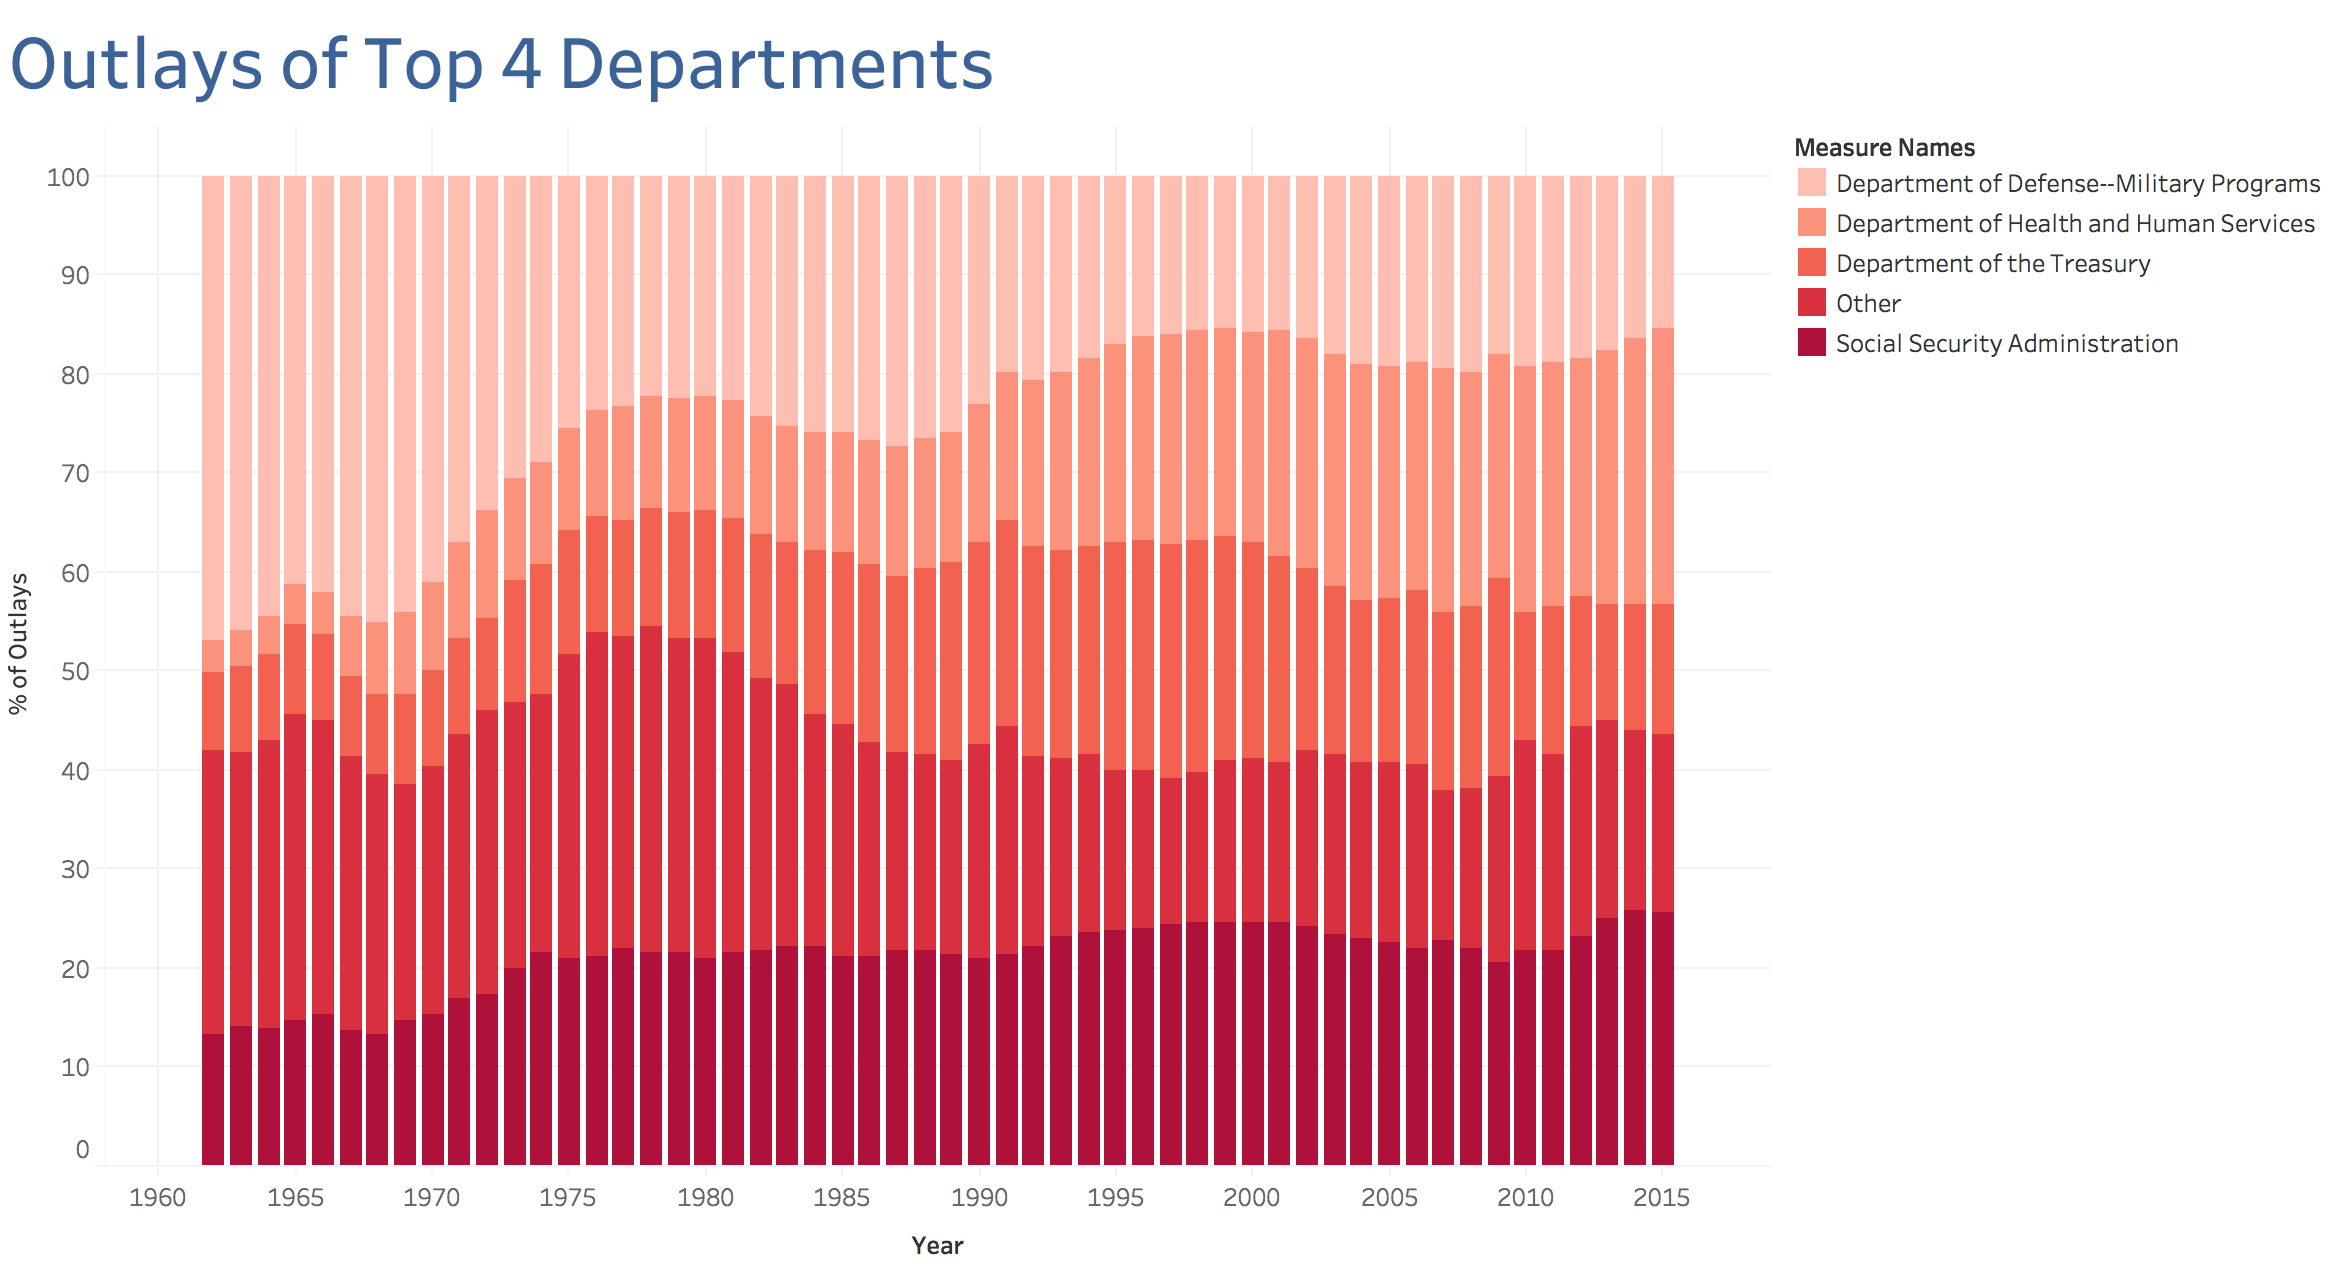 Outlays of Top 4 Departments
Measure Names
Department of Defense--Military Programs
Department of Health and Human Services
Department of the Treasury
Other
Social Security Administration
% of Outlays
100
90
80
70
60
50
40
30
20
10
0
1960 1965 1970 1975 1980 1985 1990 1995 2000 2005 2010 2015
Year